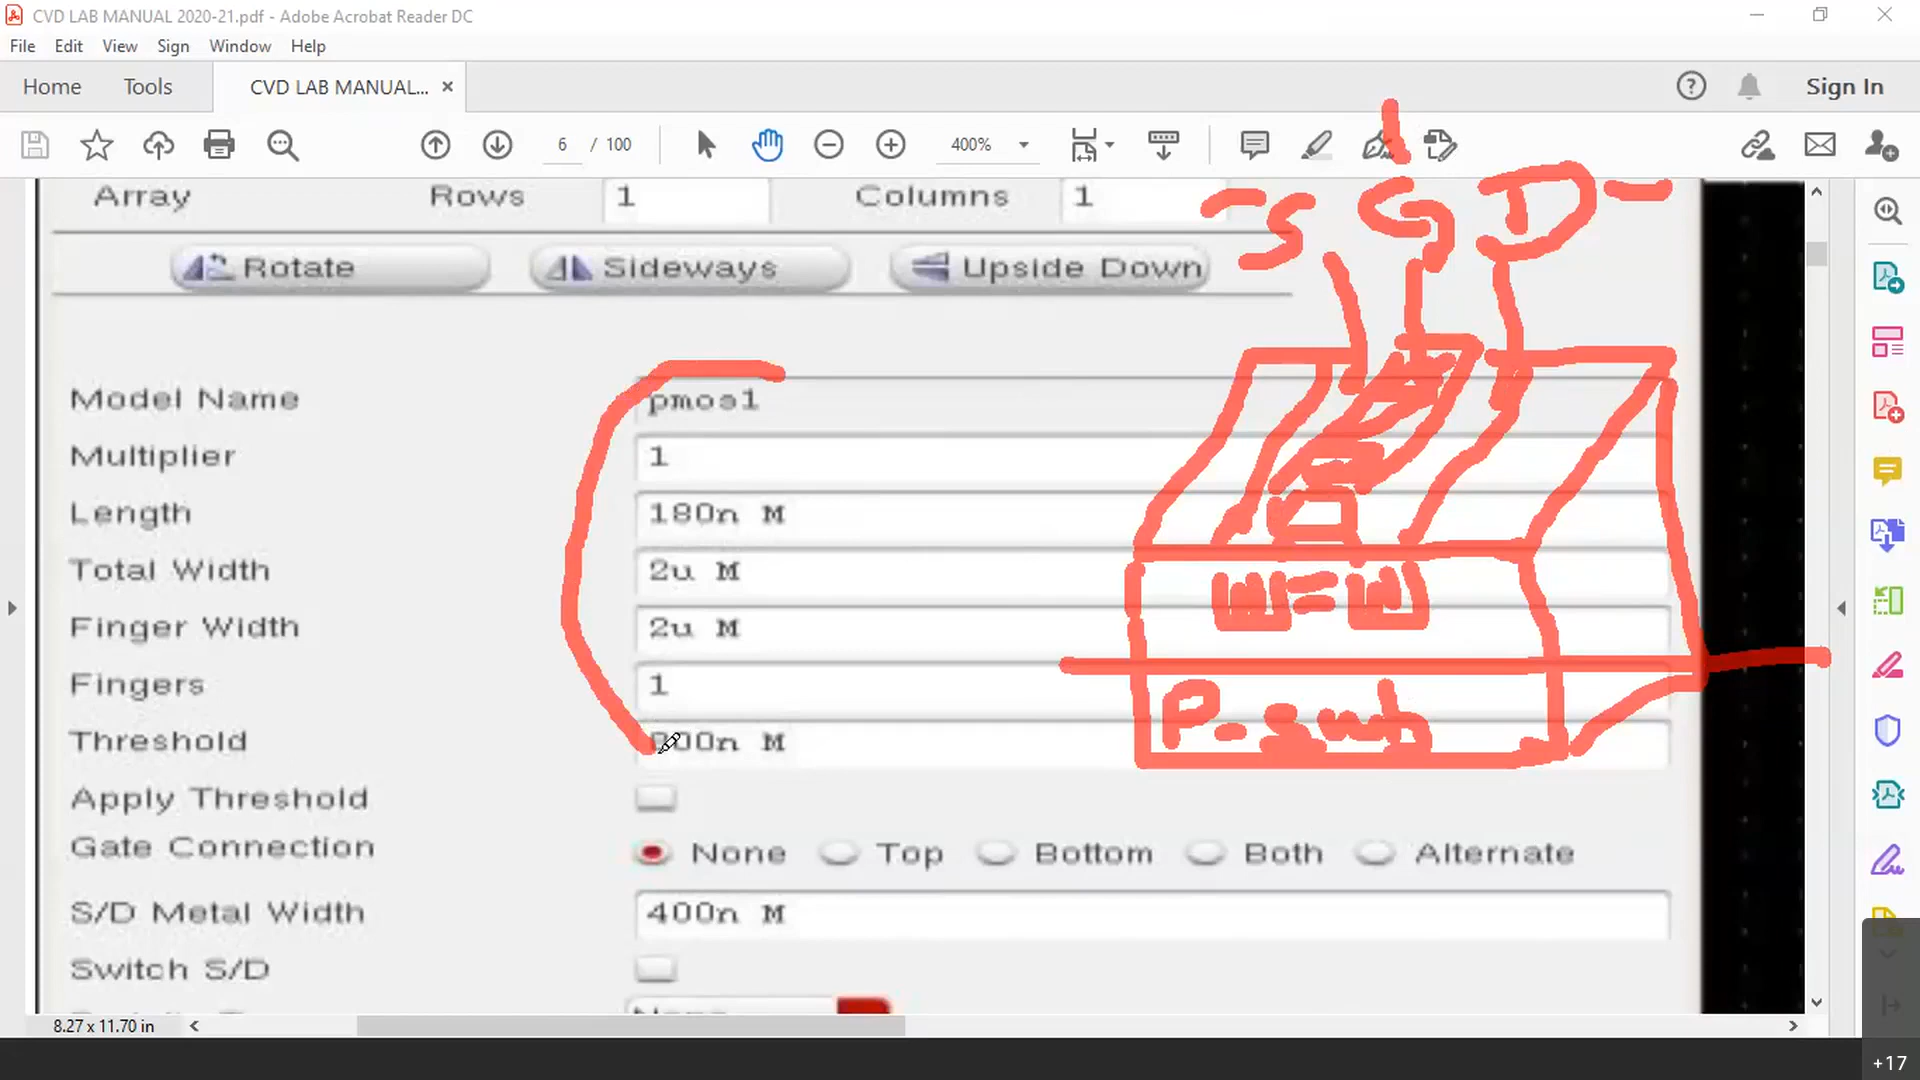 CVD LAB MANUAL 2020-21.pdf - Adobe Acrobat Reader DC
File Edit View Sign Window Help
Home Tools CVD LAB MANUAL... × Sign In
6 / 100 400%
Array Rows 1 Columns 1
S G D
Rotate Sideways Upside Down
Model Name pmos1
Multiplier 1
Length 180n M
Total Width 2u M
Finger Width 2u M
Fingers 1
P-sub
Threshold 800n M
Apply Threshold
Gate Connection None Top Bottom Both Alternate
S/D Metal Width 400n M
Switch S/D
8.27 x 11.70 in
+17